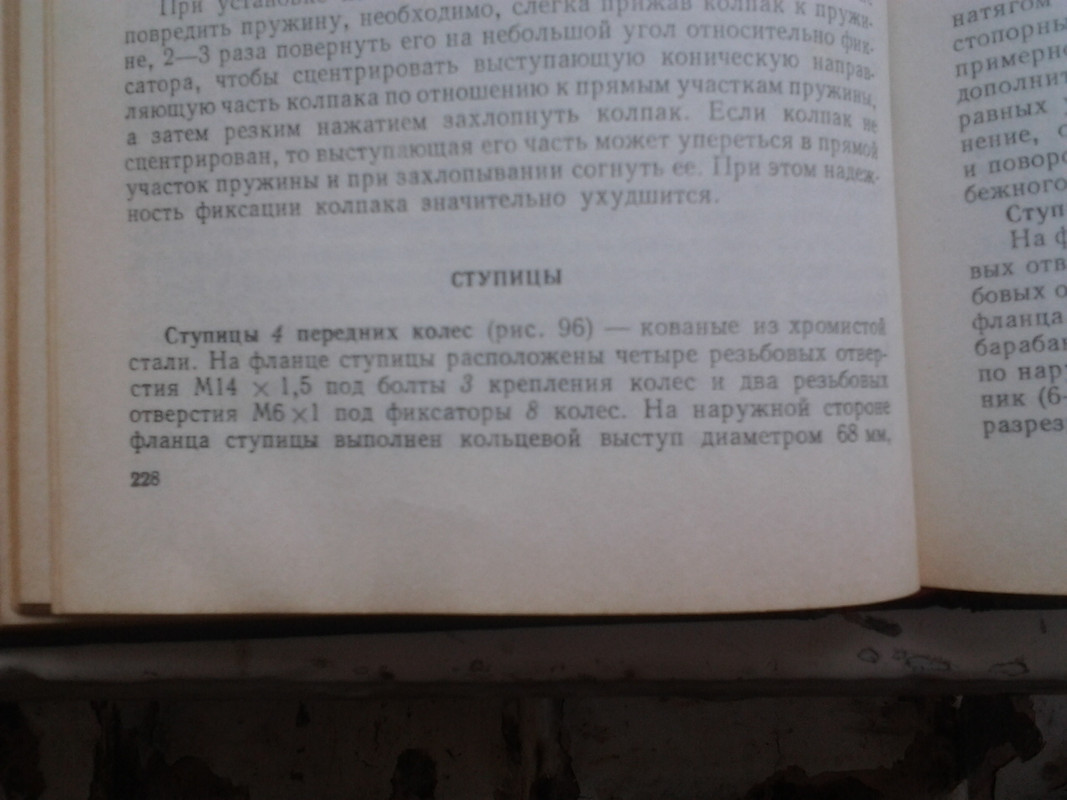 При
повредить пружину, необходимо, слегка прижав колпак к пружи-
не, 2—3 раза повернуть его на небольшой угол относительно фик-
сатора, чтобы сцентрировать выступающую коническую направ-
ляющую часть колпака по отношению к прямым участкам пружины,
а затем резким нажатием захлопнуть колпак. Если колпак не
сцентрирован, то выступающая его часть может упереться в прямой
участок пружины и при захлопывании согнуть ее. При этом надеж-
ность фиксации колпака значительно ухудшится.
СТУПИЦЫ
Ступицы 4 передних колес (рис. 96) — кованые из хромистой
стали. На фланце ступицы расположены четыре резьбовых отвер-
стия М14 × 1,5 под болты 3 крепления колес и два резьбовых
отверстия М6×1 под фиксаторы 8 колес. На наружной стороне
фланца ступицы выполнен кольцевой выступ диаметром 68 мм,
228
натягом
стопорны
примерно
дополнит
равных
нение,
и поворо
бежного
Ступ
На ф
вых отв
бовых о
фланца
бараба
по нару
ник (6-
разрез